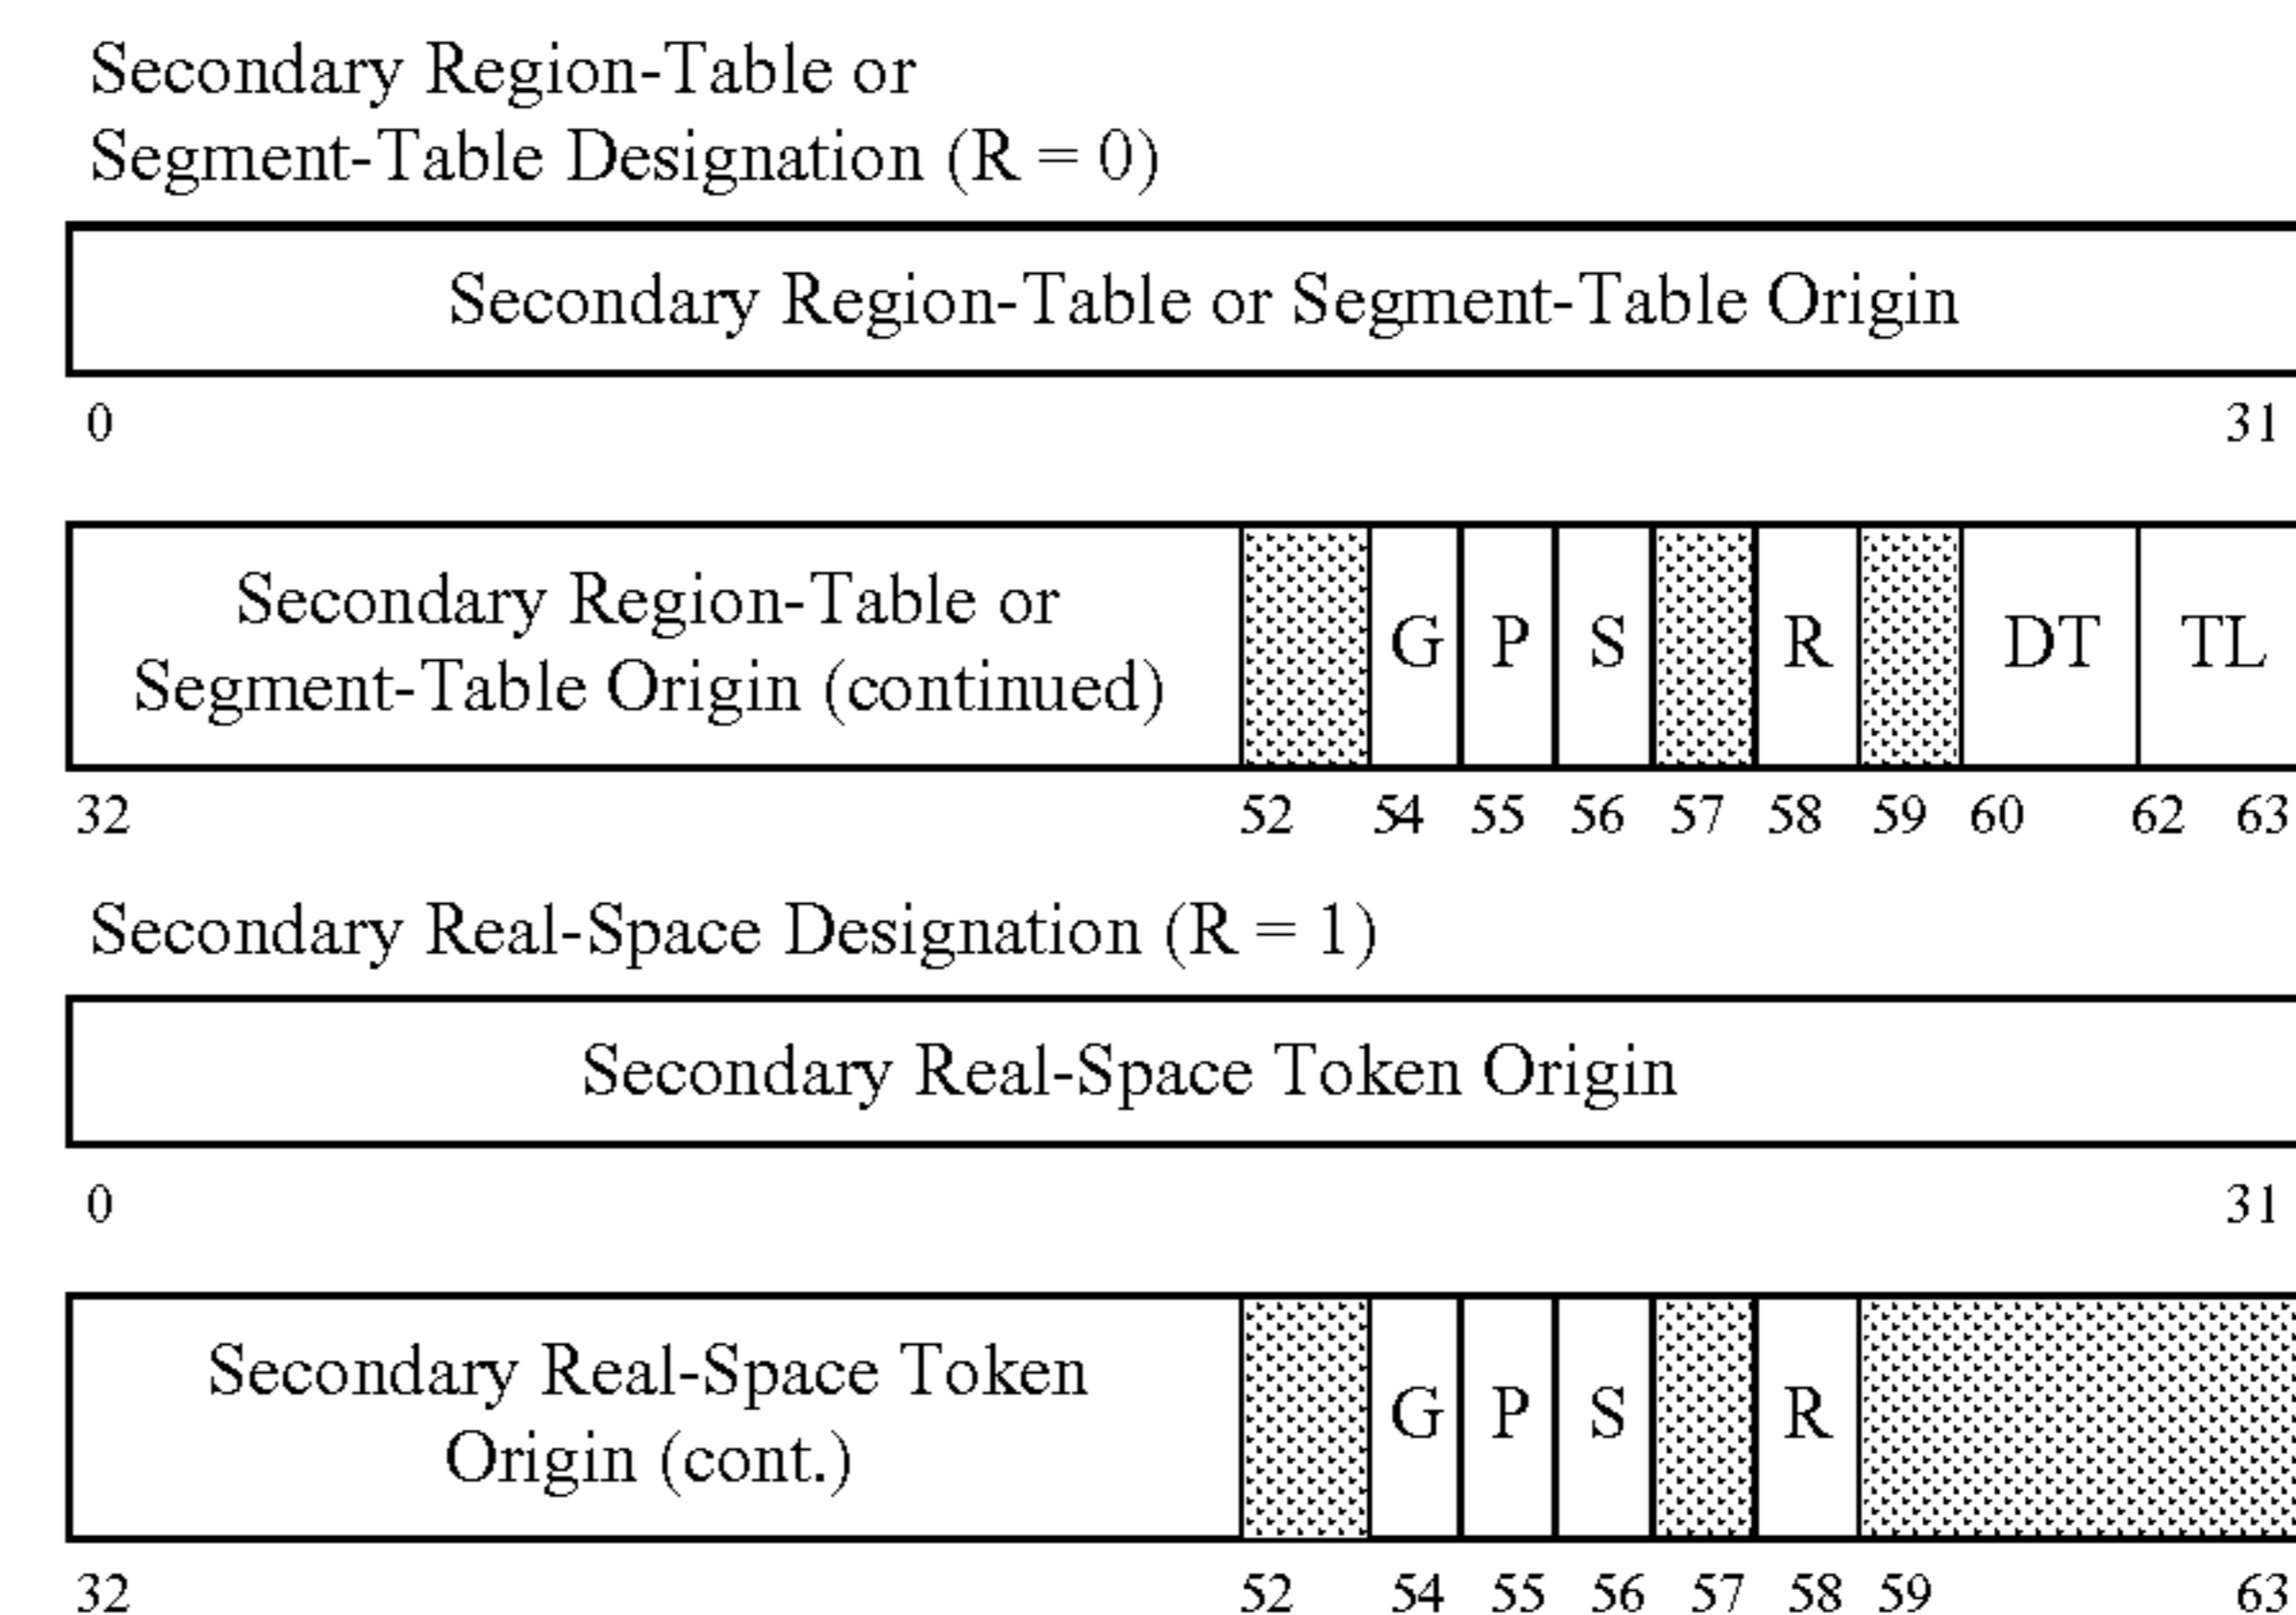 Secondary Region-Table or
Segment-Table Designation (R = 0)
Secondary Region-Table or Segment-Table Origin
0 31
Secondary Region-Table or
Segment-Table Origin (continued)
G P S R DT TL
32 52 54 55 56 57 58 59 60 62 63
Secondary Real-Space Designation (R = 1)
Secondary Real-Space Token Origin
0 31
Secondary Real-Space Token
Origin (cont.)
G P S R
32 52 54 55 56 57 58 59 63